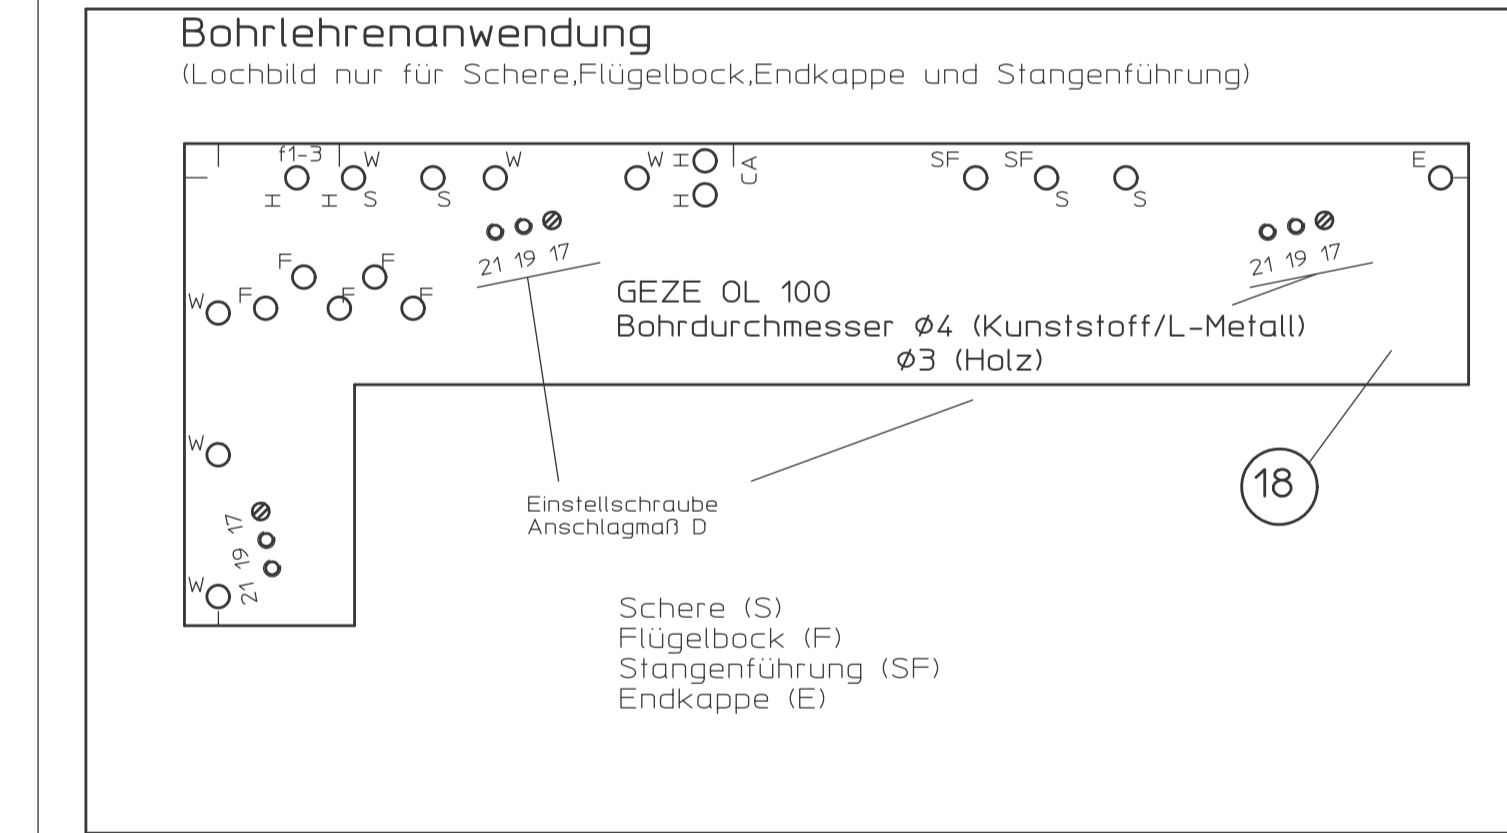 Bohrlehrenanwendung
(Lochbild nur für Schere,Flügelbock,Endkappe und Stangenführung)
f1-3 W W W I LA SF SF E
I I S S I S S
21 19 17
21 19 17
F F
W F F F
GEZE OL 100
Bohrdurchmesser Ø4 (Kunststoff/L-Metall)
Ø3 (Holz)
W
18
Einstellschraube
Anschlagmaß D
21 19 17
W
Schere (S)
Flügelbock (F)
Stangenführung (SF)
Endkappe (E)